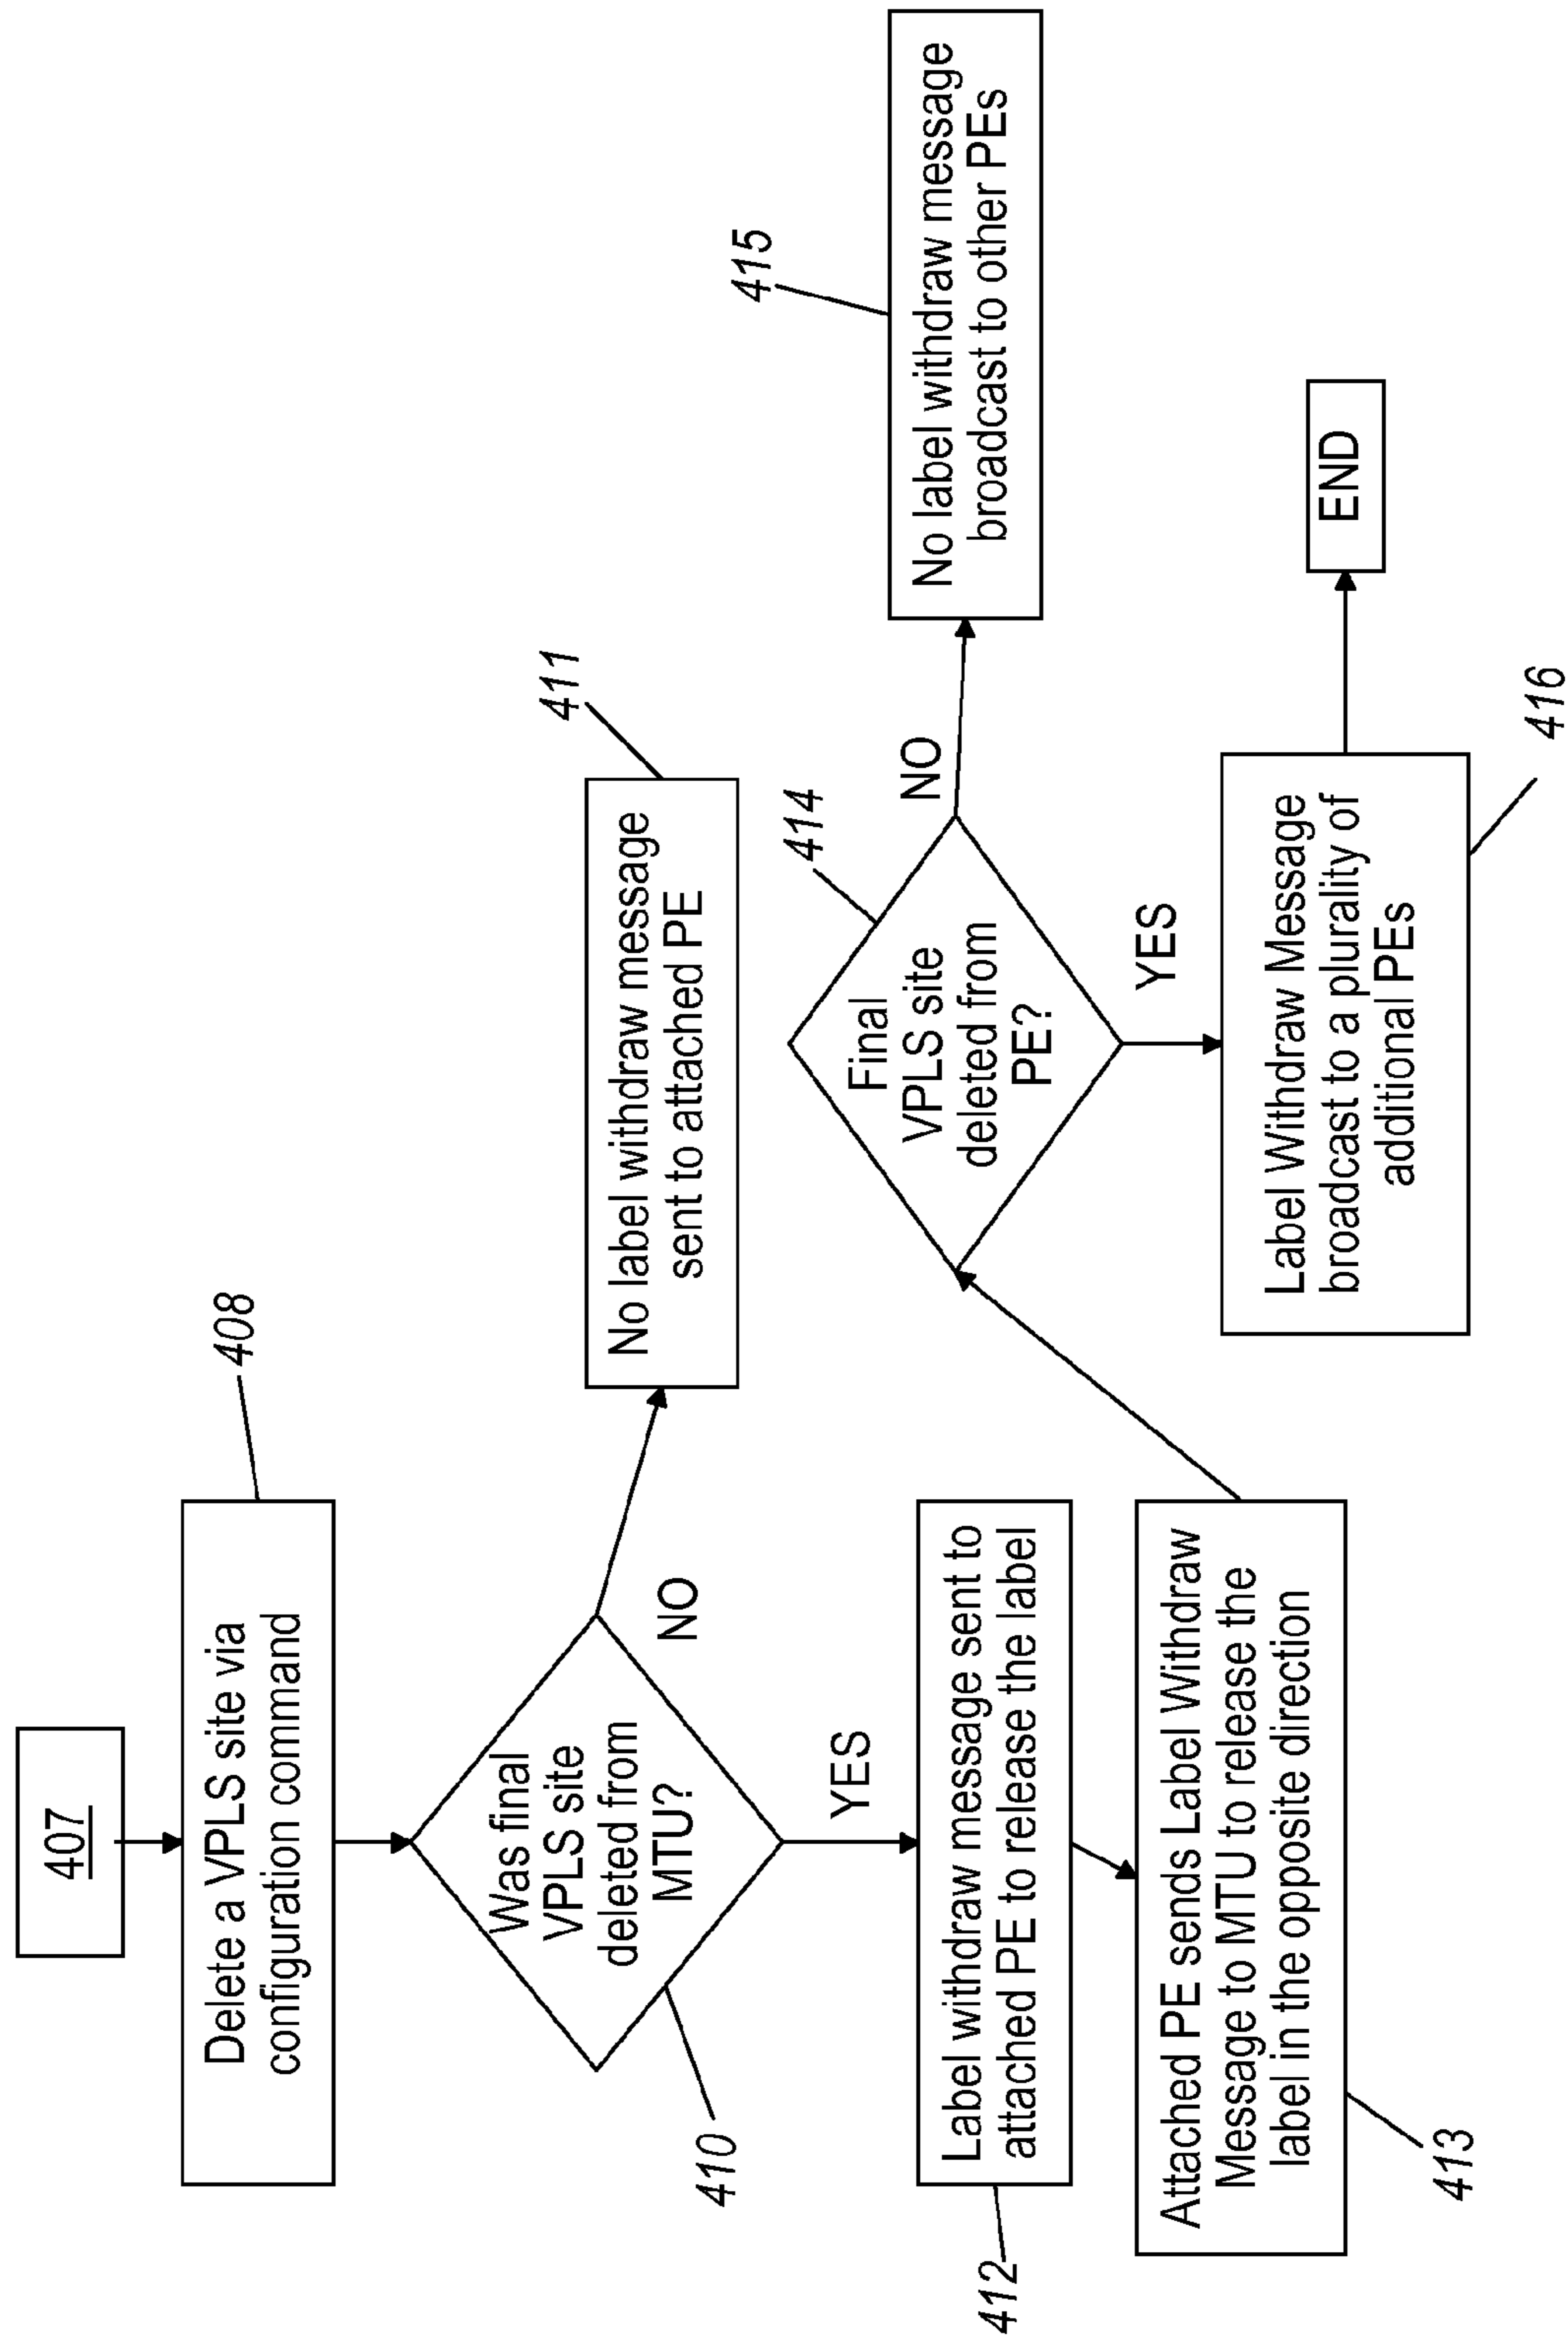 407
Delete a VPLS site via
configuration command
408
Was final
VPLS site
deleted from
MTU?
410
NO
No label withdraw message
sent to attached PE
411
YES
Label withdraw message sent to
attached PE to release the label
412
Attached PE sends Label Withdraw
Message to MTU to release the
label in the opposite direction
413
Final
VPLS site
deleted from
PE?
414
NO
No label withdraw message
broadcast to other PEs
415
YES
Label Withdraw Message
broadcast to a plurality of
additional PEs
416
END